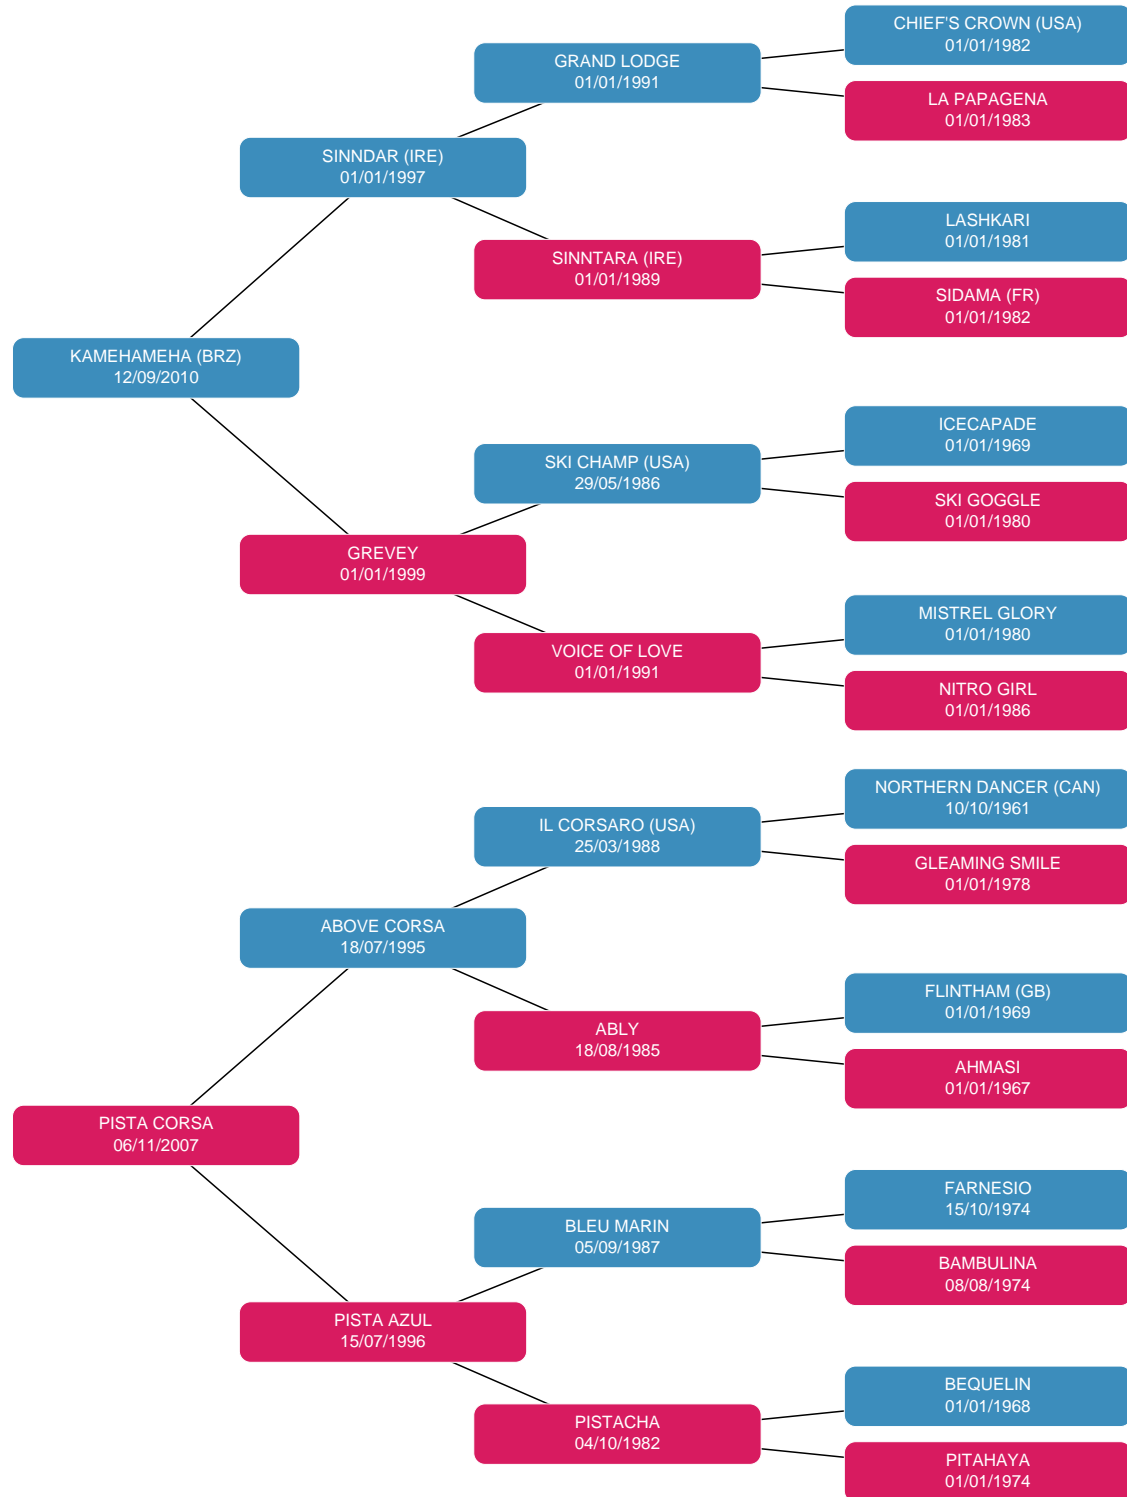 CHIEF'S CROWN (USA)
01/01/1982
GRAND LODGE
01/01/1991
LA PAPAGENA
01/01/1983
SINNDAR (IRE)
01/01/1997
LASHKARI
01/01/1981
SINNTARA (IRE)
01/01/1989
SIDAMA (FR)
01/01/1982
KAMEHAMEHA (BRZ)
12/09/2010
ICECAPADE
01/01/1969
SKI CHAMP (USA)
29/05/1986
SKI GOGGLE
01/01/1980
GREVEY
01/01/1999
MISTREL GLORY
01/01/1980
VOICE OF LOVE
01/01/1991
NITRO GIRL
01/01/1986
NORTHERN DANCER (CAN)
10/10/1961
IL CORSARO (USA)
25/03/1988
GLEAMING SMILE
01/01/1978
ABOVE CORSA
18/07/1995
FLINTHAM (GB)
01/01/1969
ABLY
18/08/1985
AHMASI
01/01/1967
PISTA CORSA
06/11/2007
FARNESIO
15/10/1974
BLEU MARIN
05/09/1987
BAMBULINA
08/08/1974
PISTA AZUL
15/07/1996
BEQUELIN
01/01/1968
PISTACHA
04/10/1982
PITAHAYA
01/01/1974